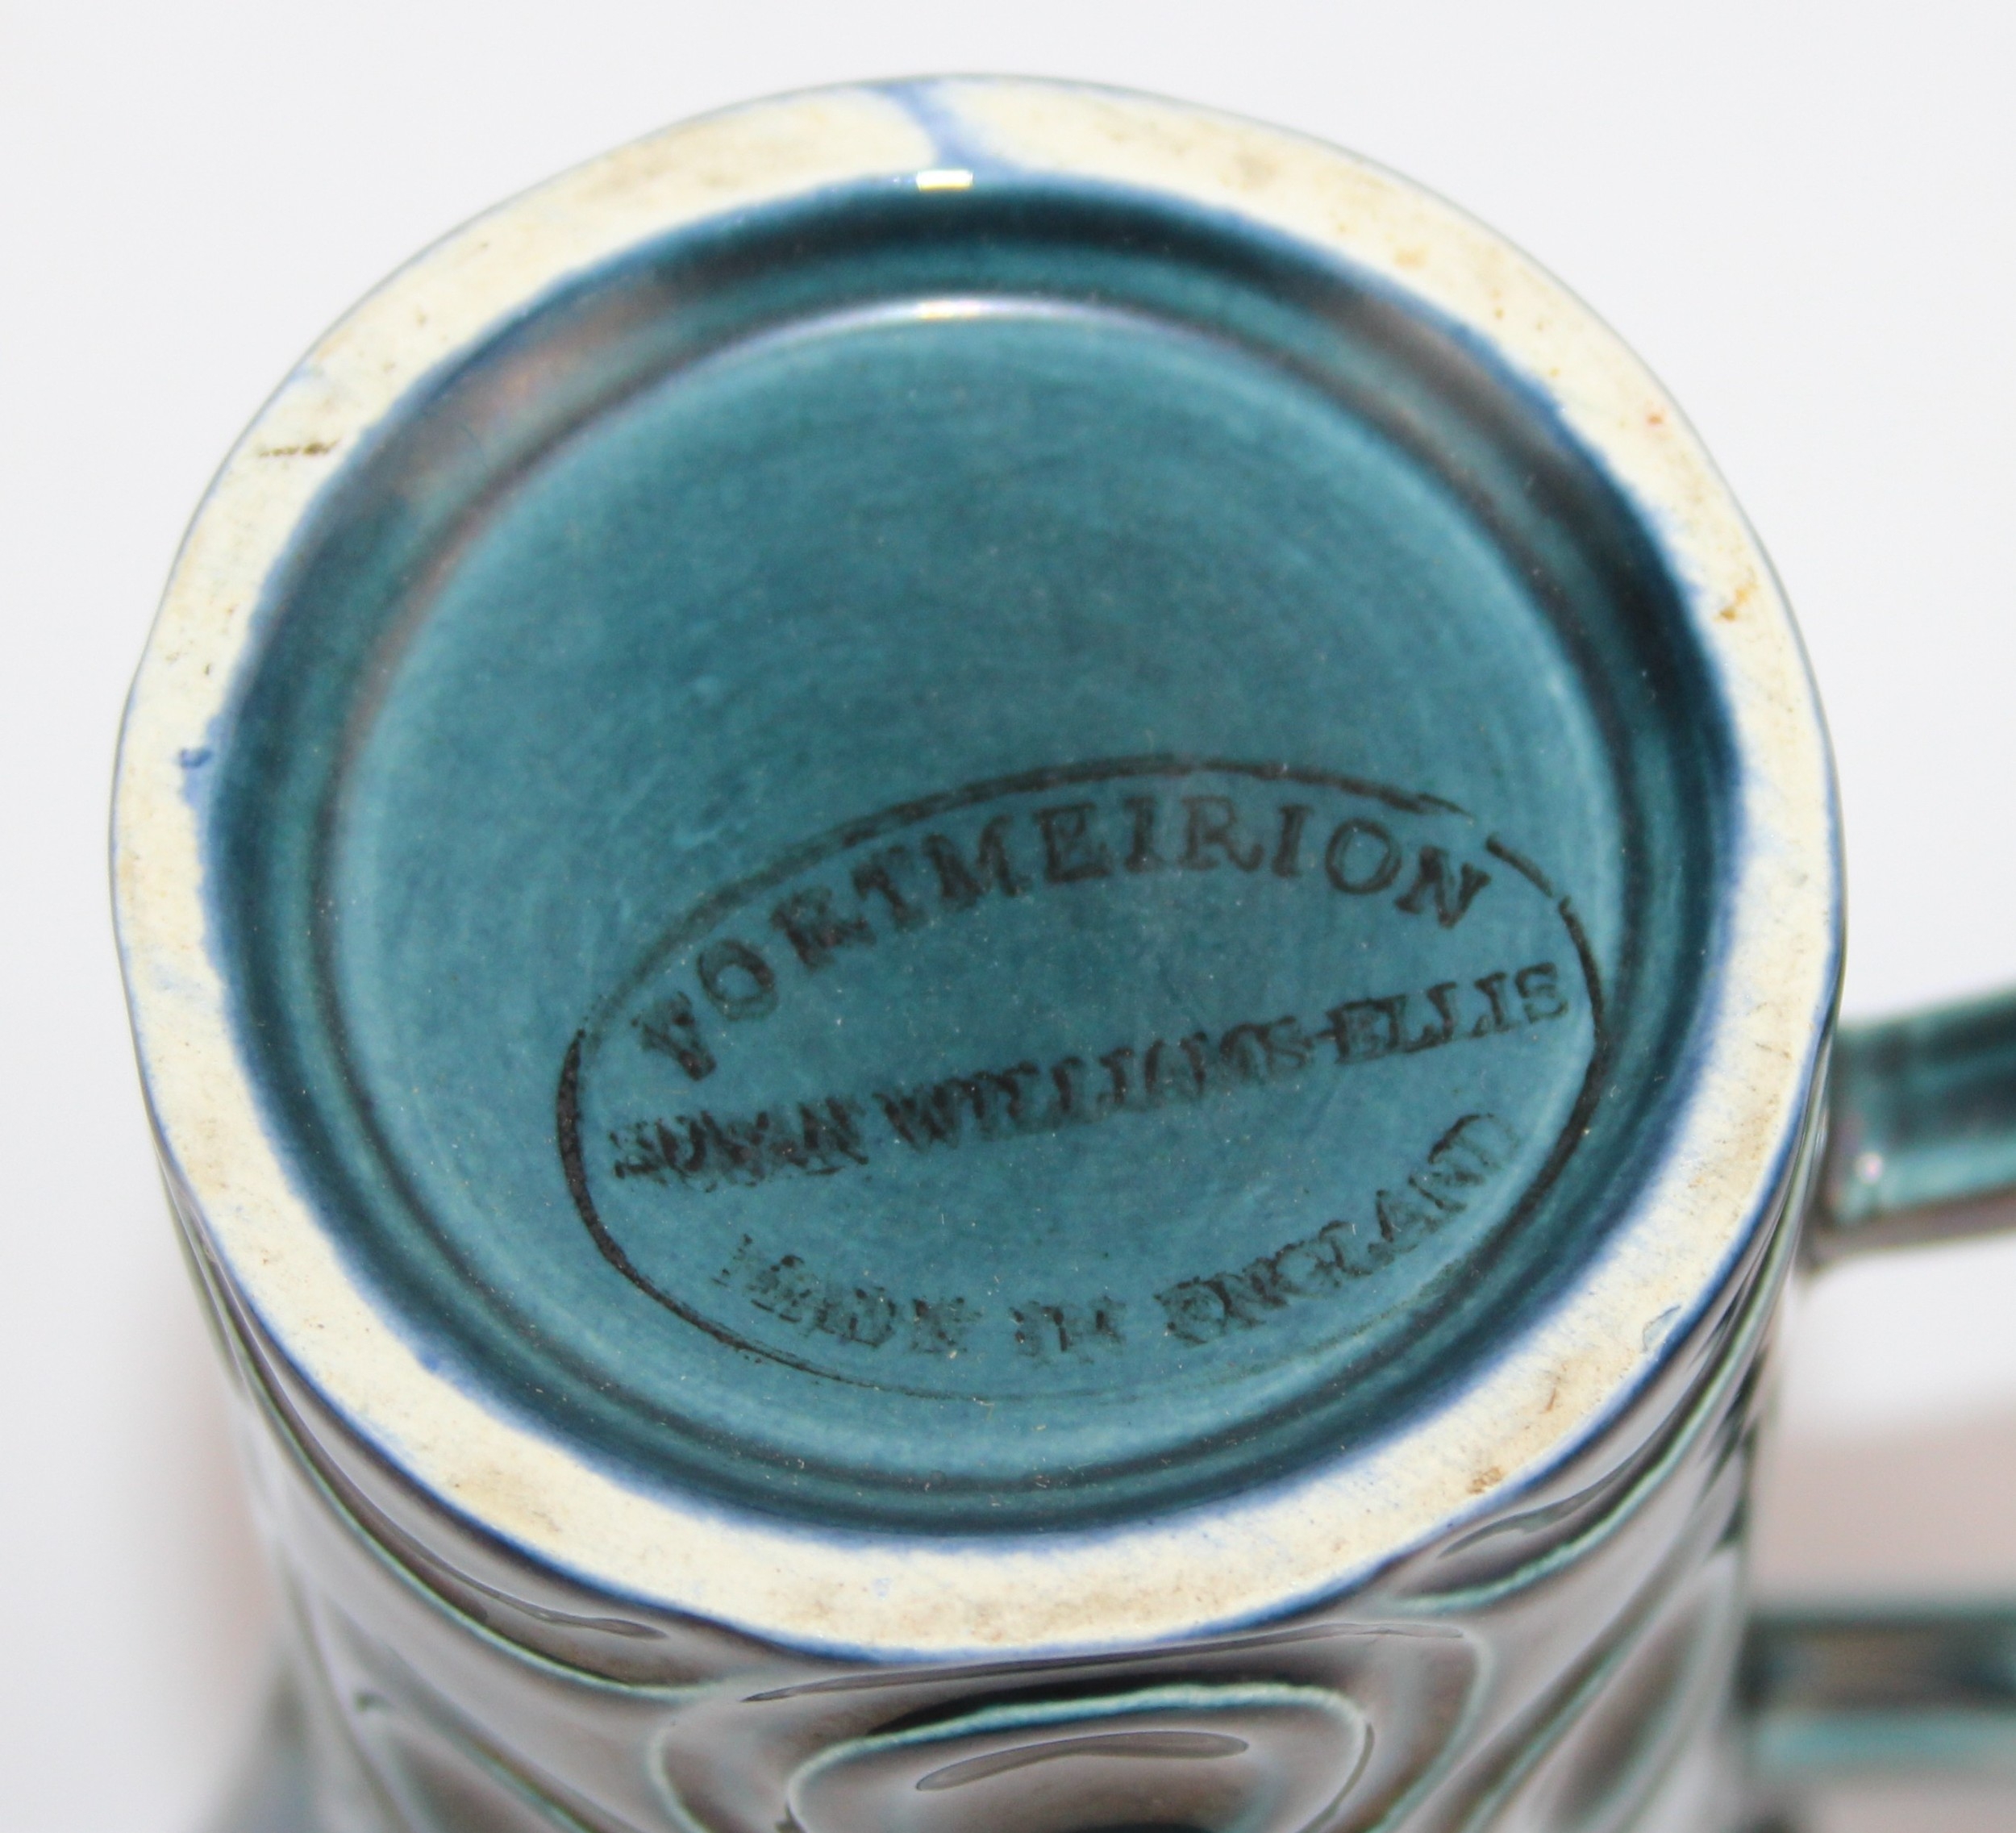 PORTMEIRION
SUSAN WILLIAMS-ELLIS
MADE IN ENGLAND